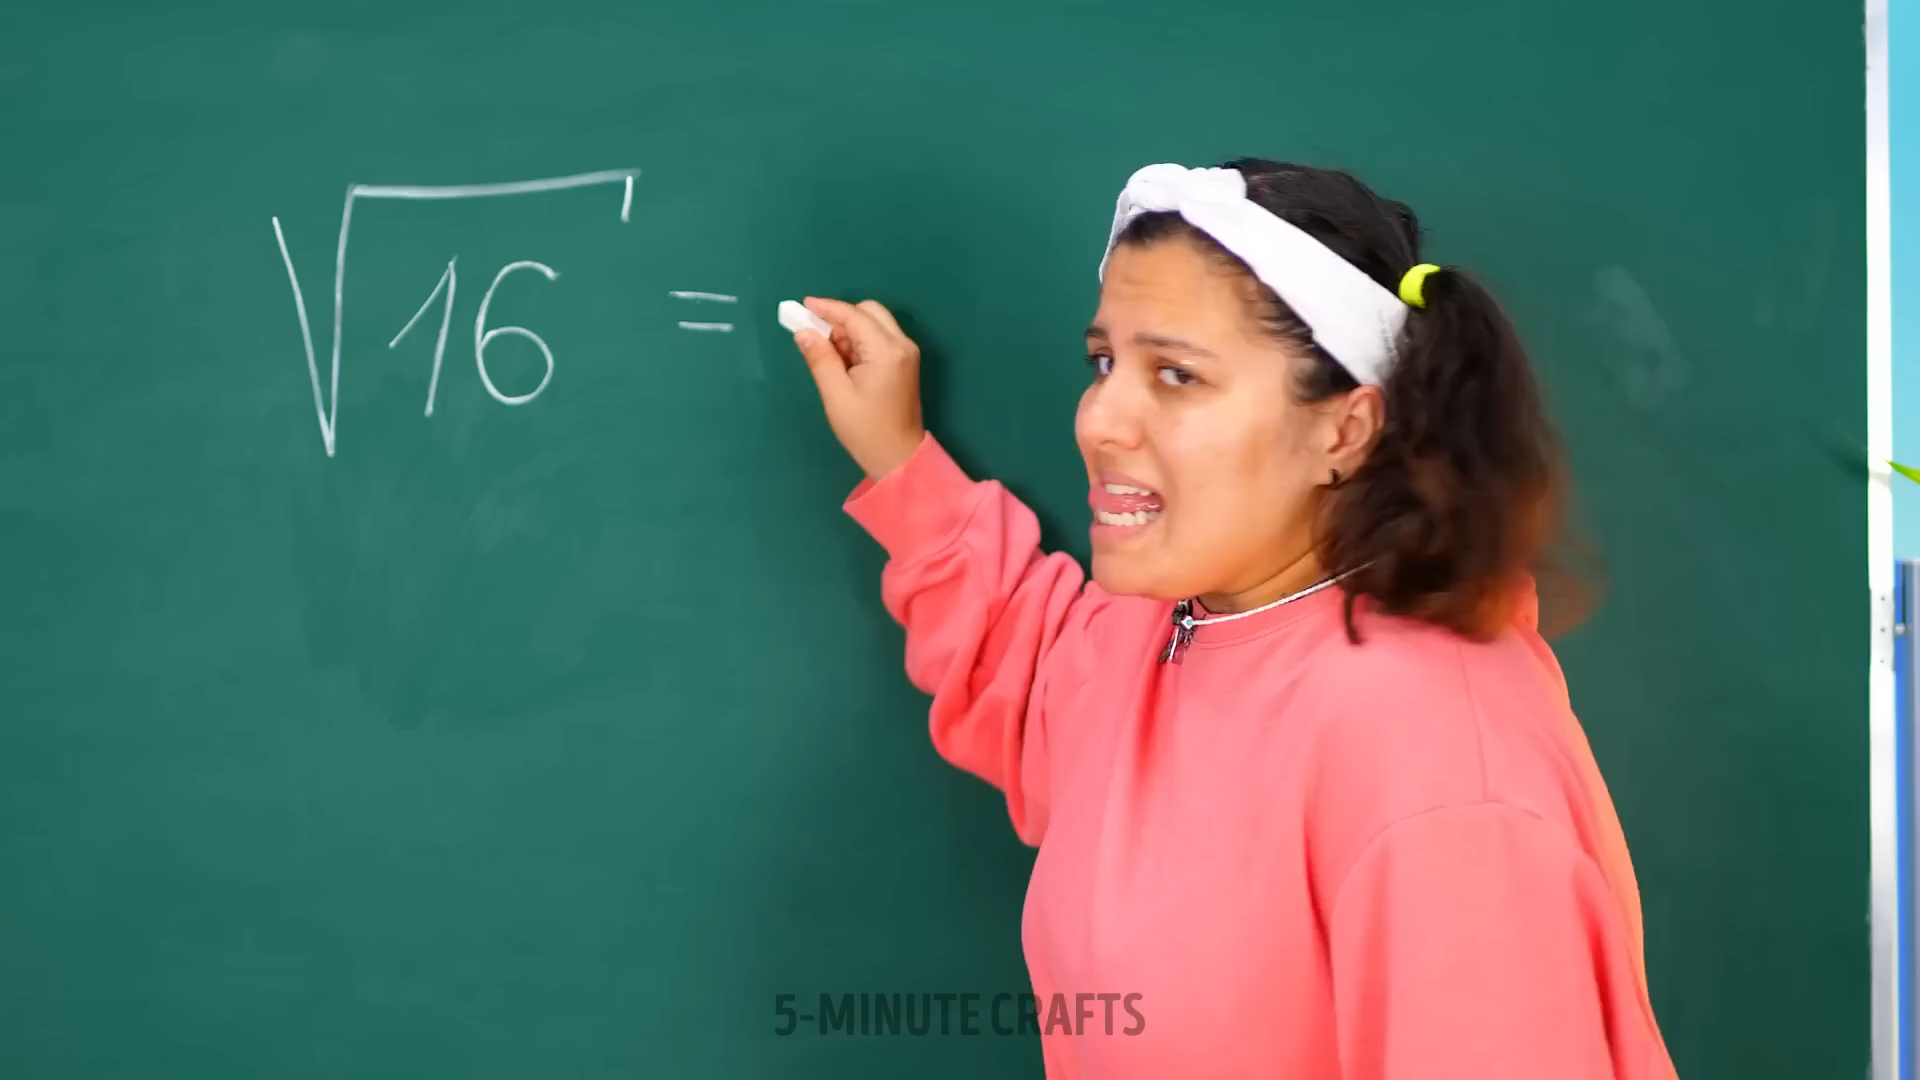 √16 =
5-MINUTE CRAFTS